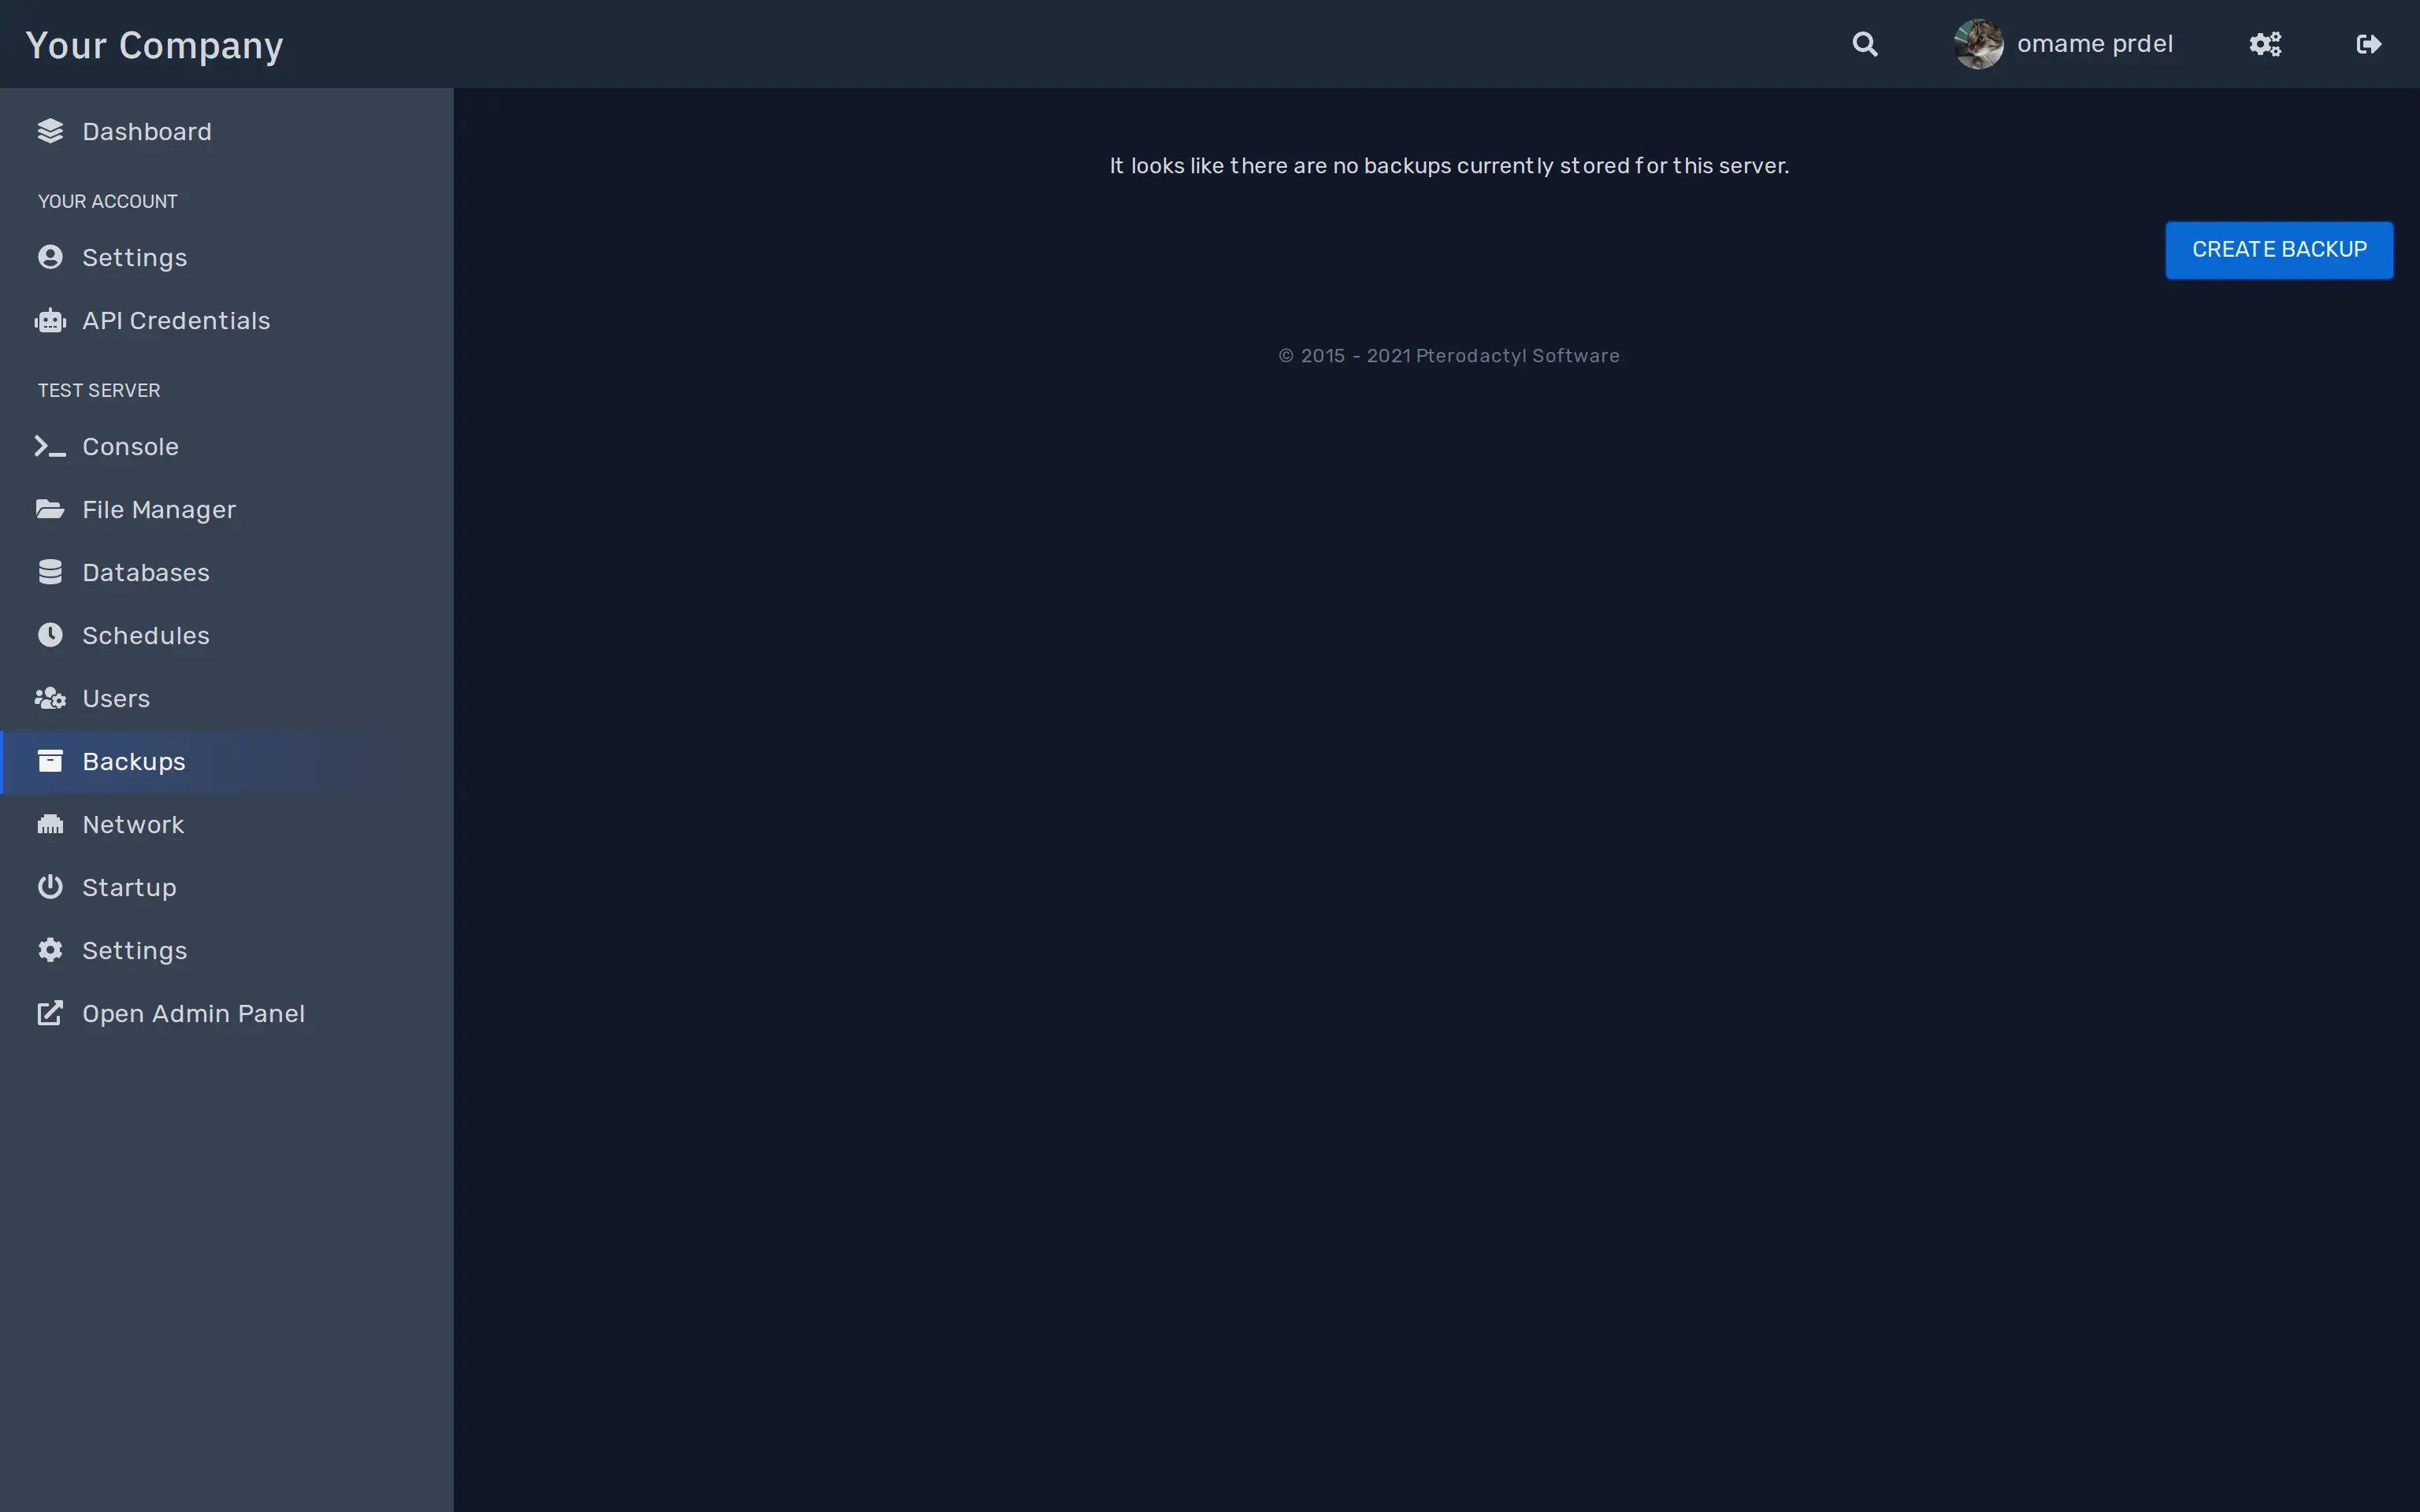 Your Company
omame prdel
Dashboard
YOUR ACCOUNT
Settings
API Credentials
TEST SERVER
Console
File Manager
Databases
Schedules
Users
Backups
Network
Startup
Settings
Open Admin Panel
It looks like there are no backups currently stored for this server.
CREATE BACKUP
© 2015 - 2021 Pterodactyl Software